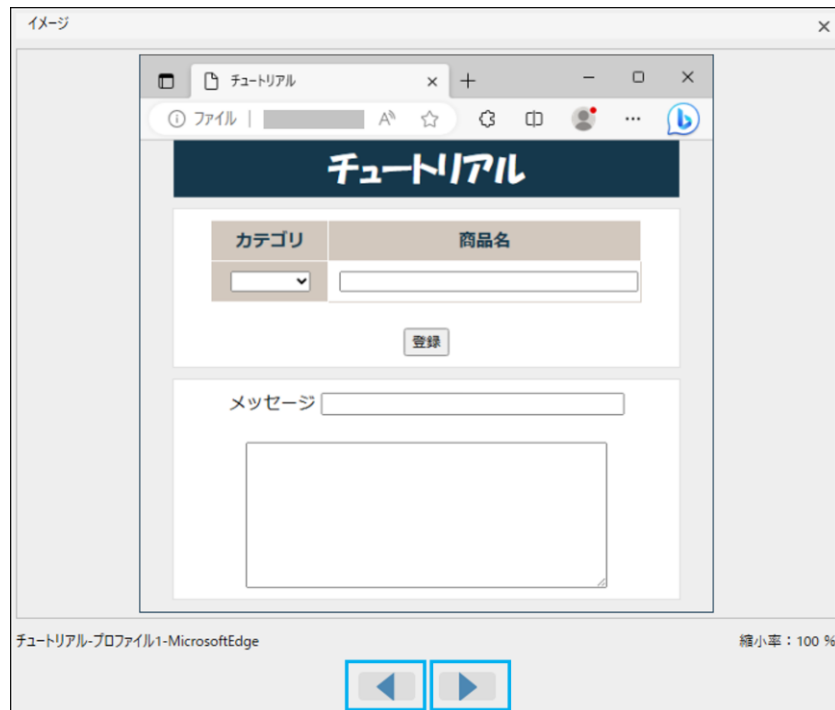 イメージ
チュートリアル
ファイル
チュートリアル
カテゴリ 商品名
登録
メッセージ
チュートリアル-プロファイル1-MicrosoftEdge 縮小率：100 %